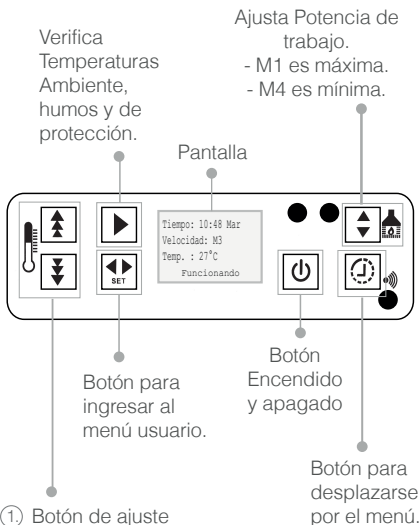 Ajusta Potencia de
trabajo.
- M1 es máxima.
- M4 es mínima.
Verifica
Temperaturas
Ambiente,
humos y de
protección.
Pantalla
Tiempo: 10:48 Mar
Velocidad: M3
Temp. : 27°C
Funcionando
SET
Botón para
ingresar al
menú usuario.
Botón
Encendido
y apagado
Botón para
desplazarse
por el menú.
1. Botón de ajuste